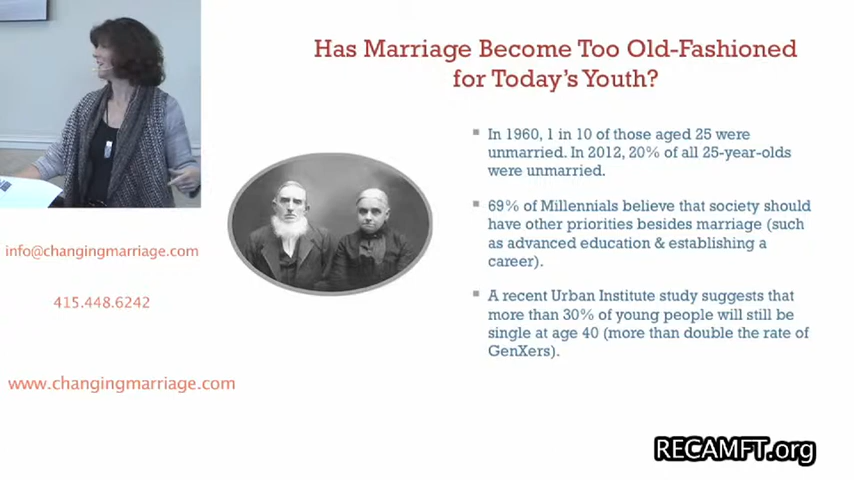 Has Marriage Become Too Old-Fashioned
for Today's Youth?
In 1960, 1 in 10 of those aged 25 were
unmarried. In 2012, 20% of all 25-year-olds
were unmarried.
69% of Millennials believe that society should
have other priorities besides marriage (such
as advanced education & establishing a
career).
A recent Urban Institute study suggests that
more than 30% of young people will still be
single at age 40 (more than double the rate of
GenXers).
info@changingmarriage.com
415.448.6242
www.changingmarriage.com
RECAMFT.org